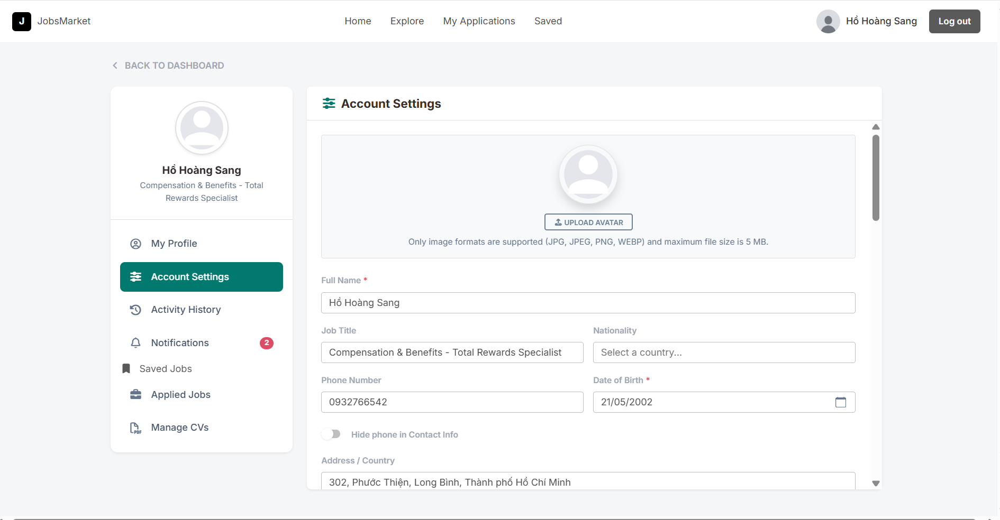 J JobsMarket
Home Explore My Applications Saved
Hồ Hoàng Sang
Log out
BACK TO DASHBOARD
Hồ Hoàng Sang
Compensation & Benefits - Total
Rewards Specialist
My Profile
Account Settings
Activity History
Notifications 2
Saved Jobs
Applied Jobs
PDF Manage CVs
Account Settings
UPLOAD AVATAR
Only image formats are supported (JPG, JPEG, PNG, WEBP) and maximum file size is 5 MB.
Full Name *
Hồ Hoàng Sang
Job Title
Compensation & Benefits - Total Rewards Specialist
Nationality
Select a country...
Phone Number
0932766542
Date of Birth *
21/05/2002
Hide phone in Contact Info
Address / Country
302, Phước Thiện, Long Bình, Thành phố Hồ Chí Minh